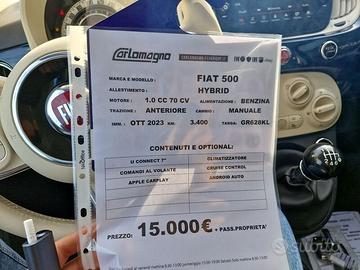 Carlomagno
MARCA E MODELLO : FIAT 500
ALLESTIMENTO : HYBRID
MOTORE : 1.0 CC 70 CV ALIMENTAZIONE : BENZINA
TRAZIONE : ANTERIORE CAMBIO : MANUALE
IMM. : OTT 2023 KM: 3.400 TARGA: GR628KL
CONTENUTI E OPTIONAL:
U CONNECT 7" CLIMATIZZATORE
COMANDI AL VOLANTE CRUISE CONTROL
APPLE CARPLAY ANDROID AUTO
PREZZO: 15.000€ + PASS.PROPRIETA'
FIAT
subito